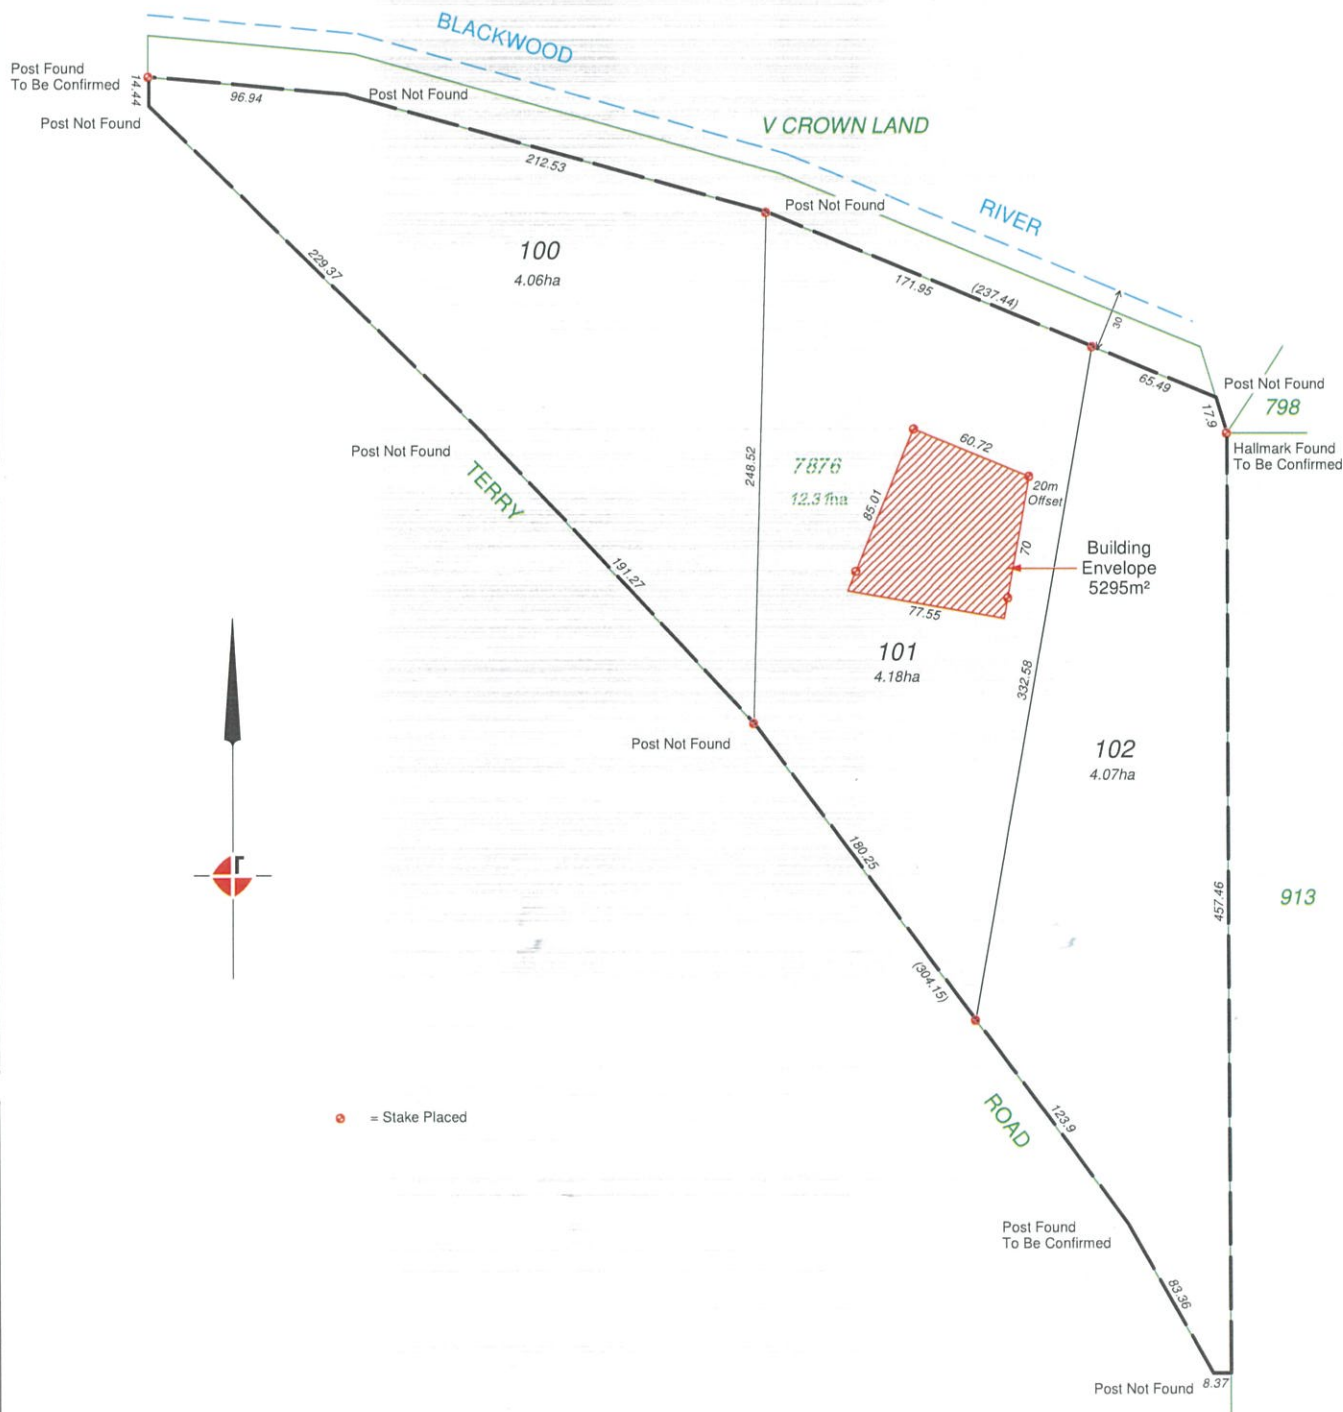 BLACKWOOD
Post Found
To Be Confirmed
14.44
96.94
Post Not Found
Post Not Found
V CROWN LAND
212.53
Post Not Found
RIVER
100
4.06ha
229.37
171.95
(237.44)
30
65.49
Post Not Found
17.9
798
Hallmark Found
To Be Confirmed
60.72
Post Not Found
TERRY
248.52
7876
12.31ha
85.01
20m
Offset
70
Building
Envelope
5295m²
191.27
77.55
101
4.18ha
332.58
Post Not Found
102
4.07ha
180.25
457.46
913
(304.15)
= Stake Placed
ROAD
123.9
Post Found
To Be Confirmed
83.36
Post Not Found
8.37